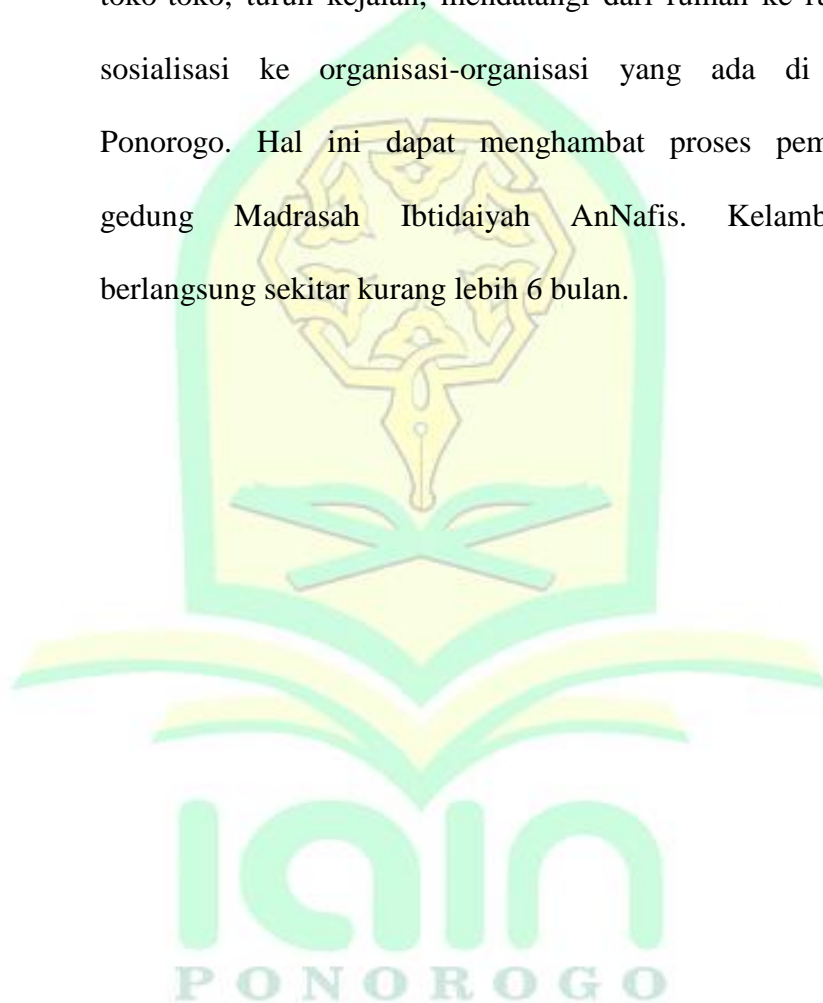 toko-toko, turun kejalan, mendatangi dari rumah ke
sosialisasi ke organisasi-organisasi yang ada di
Ponorogo. Hal ini dapat menghambat proses
gedung Madrasah Ibtidaiyah AnNafis.
berlangsung sekitar kurang lebih 6 bulan.
iain
PONOROGO